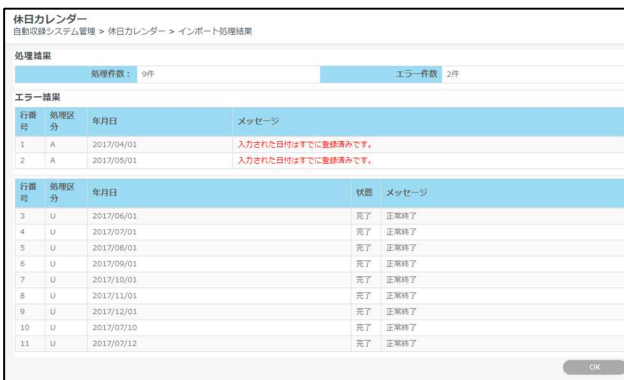 休日カレンダー
自動収録システム管理 > 休日カレンダー > インポート処理結果
処理結果
処理件数： 9件 エラー件数 2件
エラー結果
行番号 処理区分 年月日 メッセージ
1 A 2017/04/01 入力された日付はすでに登録済みです。
2 A 2017/05/01 入力された日付はすでに登録済みです。
行番号 処理区分 年月日 状態 メッセージ
3 U 2017/06/01 完了 正常終了
4 U 2017/07/01 完了 正常終了
5 U 2017/08/01 完了 正常終了
6 U 2017/09/01 完了 正常終了
7 U 2017/10/01 完了 正常終了
8 U 2017/11/01 完了 正常終了
9 U 2017/12/01 完了 正常終了
10 U 2017/07/10 完了 正常終了
11 U 2017/07/12 完了 正常終了
OK